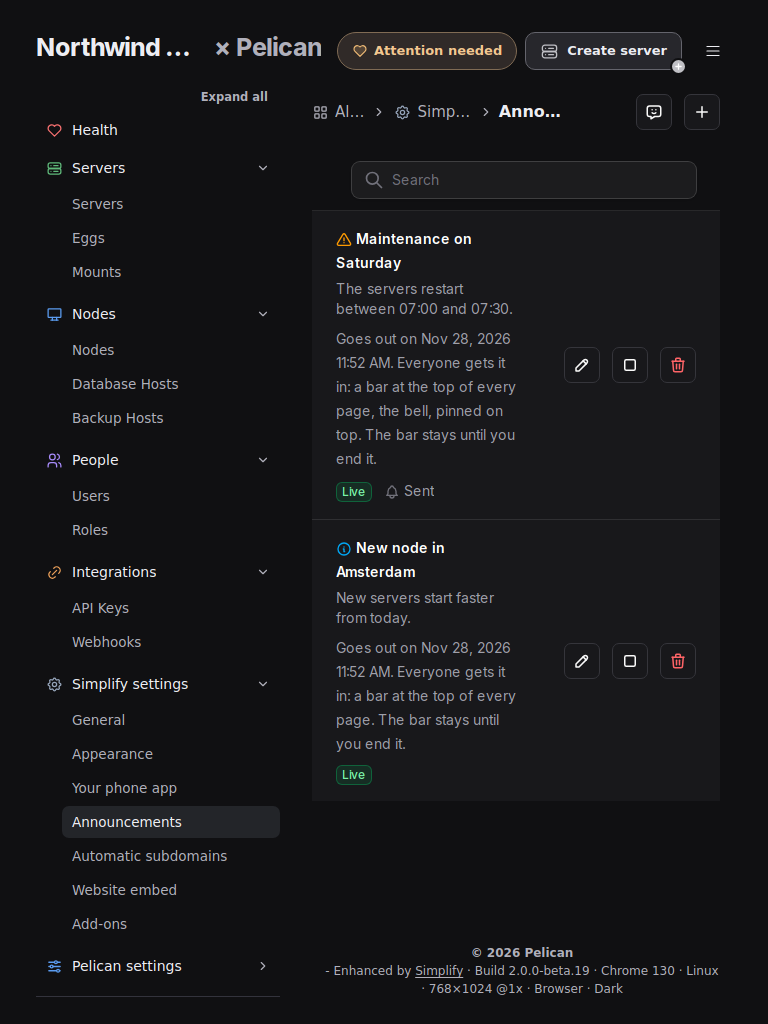 Northwind ... × Pelican
Attention needed
Create server
Expand all
Health
Servers
Servers
Eggs
Mounts
Nodes
Nodes
Database Hosts
Backup Hosts
People
Users
Roles
Integrations
API Keys
Webhooks
Simplify settings
General
Appearance
Your phone app
Announcements
Automatic subdomains
Website embed
Add-ons
Pelican settings
Al... > Simp... > Anno...
Search
Maintenance on
Saturday
The servers restart
between 07:00 and 07:30.
Goes out on Nov 28, 2026
11:52 AM. Everyone gets it
in: a bar at the top of every
page, the bell, pinned on
top. The bar stays until you
end it.
Live Sent
New node in
Amsterdam
New servers start faster
from today.
Goes out on Nov 28, 2026
11:52 AM. Everyone gets it
in: a bar at the top of every
page. The bar stays until
you end it.
Live
© 2026 Pelican
- Enhanced by Simplify · Build 2.0.0-beta.19 · Chrome 130 · Linux
· 768×1024 @1x · Browser · Dark